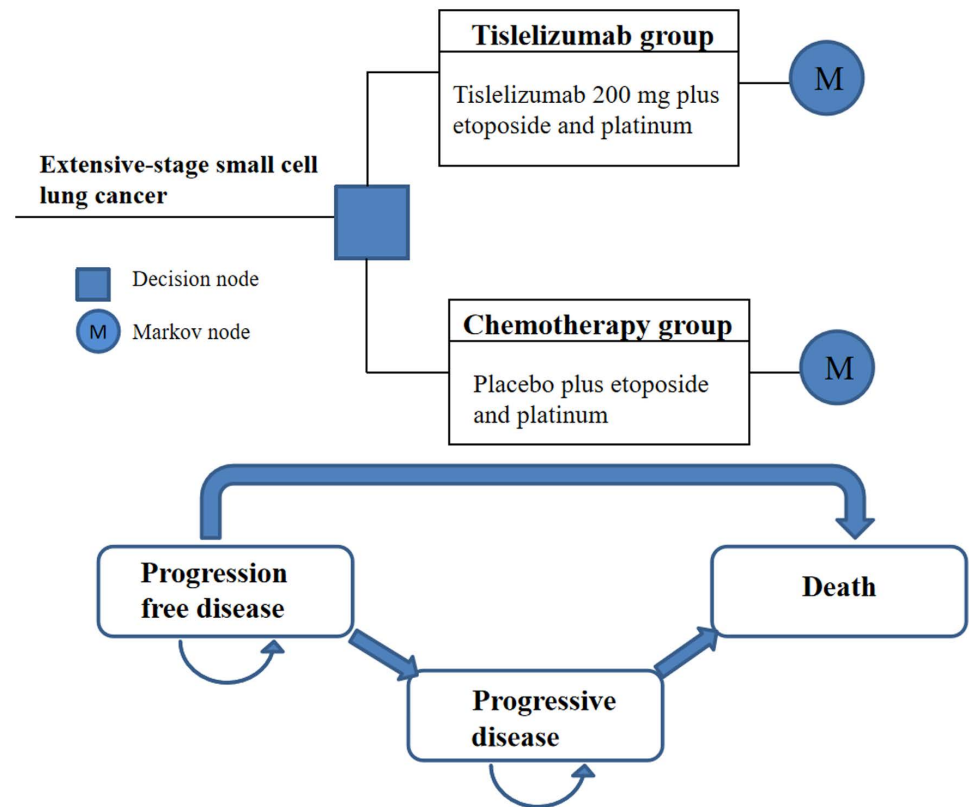 Tislelizumab group
Tislelizumab 200 mg plus
etoposide and platinum
M
Extensive-stage small cell
lung cancer
Decision node
M
Markov node
Chemotherapy group
Placebo plus etoposide
and platinum
M
Progression
free disease
Death
Progressive
disease